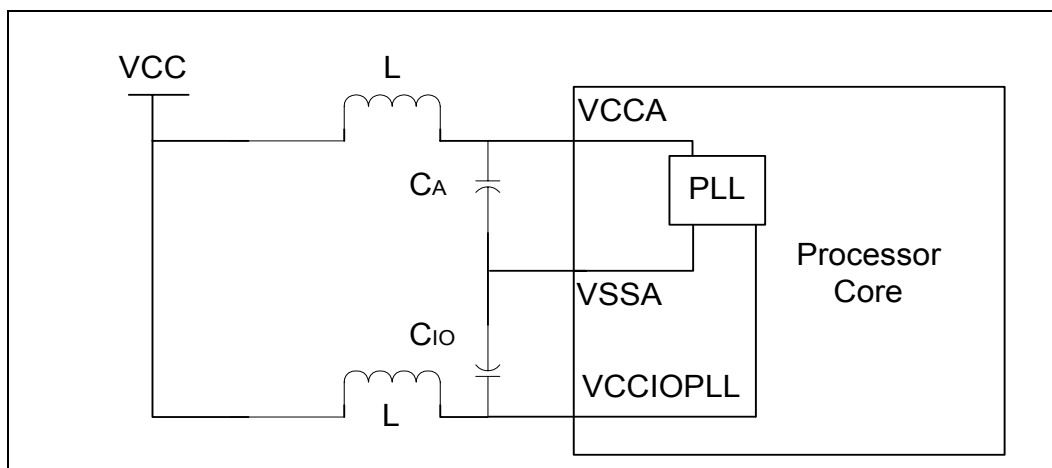 VCC
L
VCCA
CA
PLL
Processor
Core
VSSA
CIO
VCCIOPLL
L